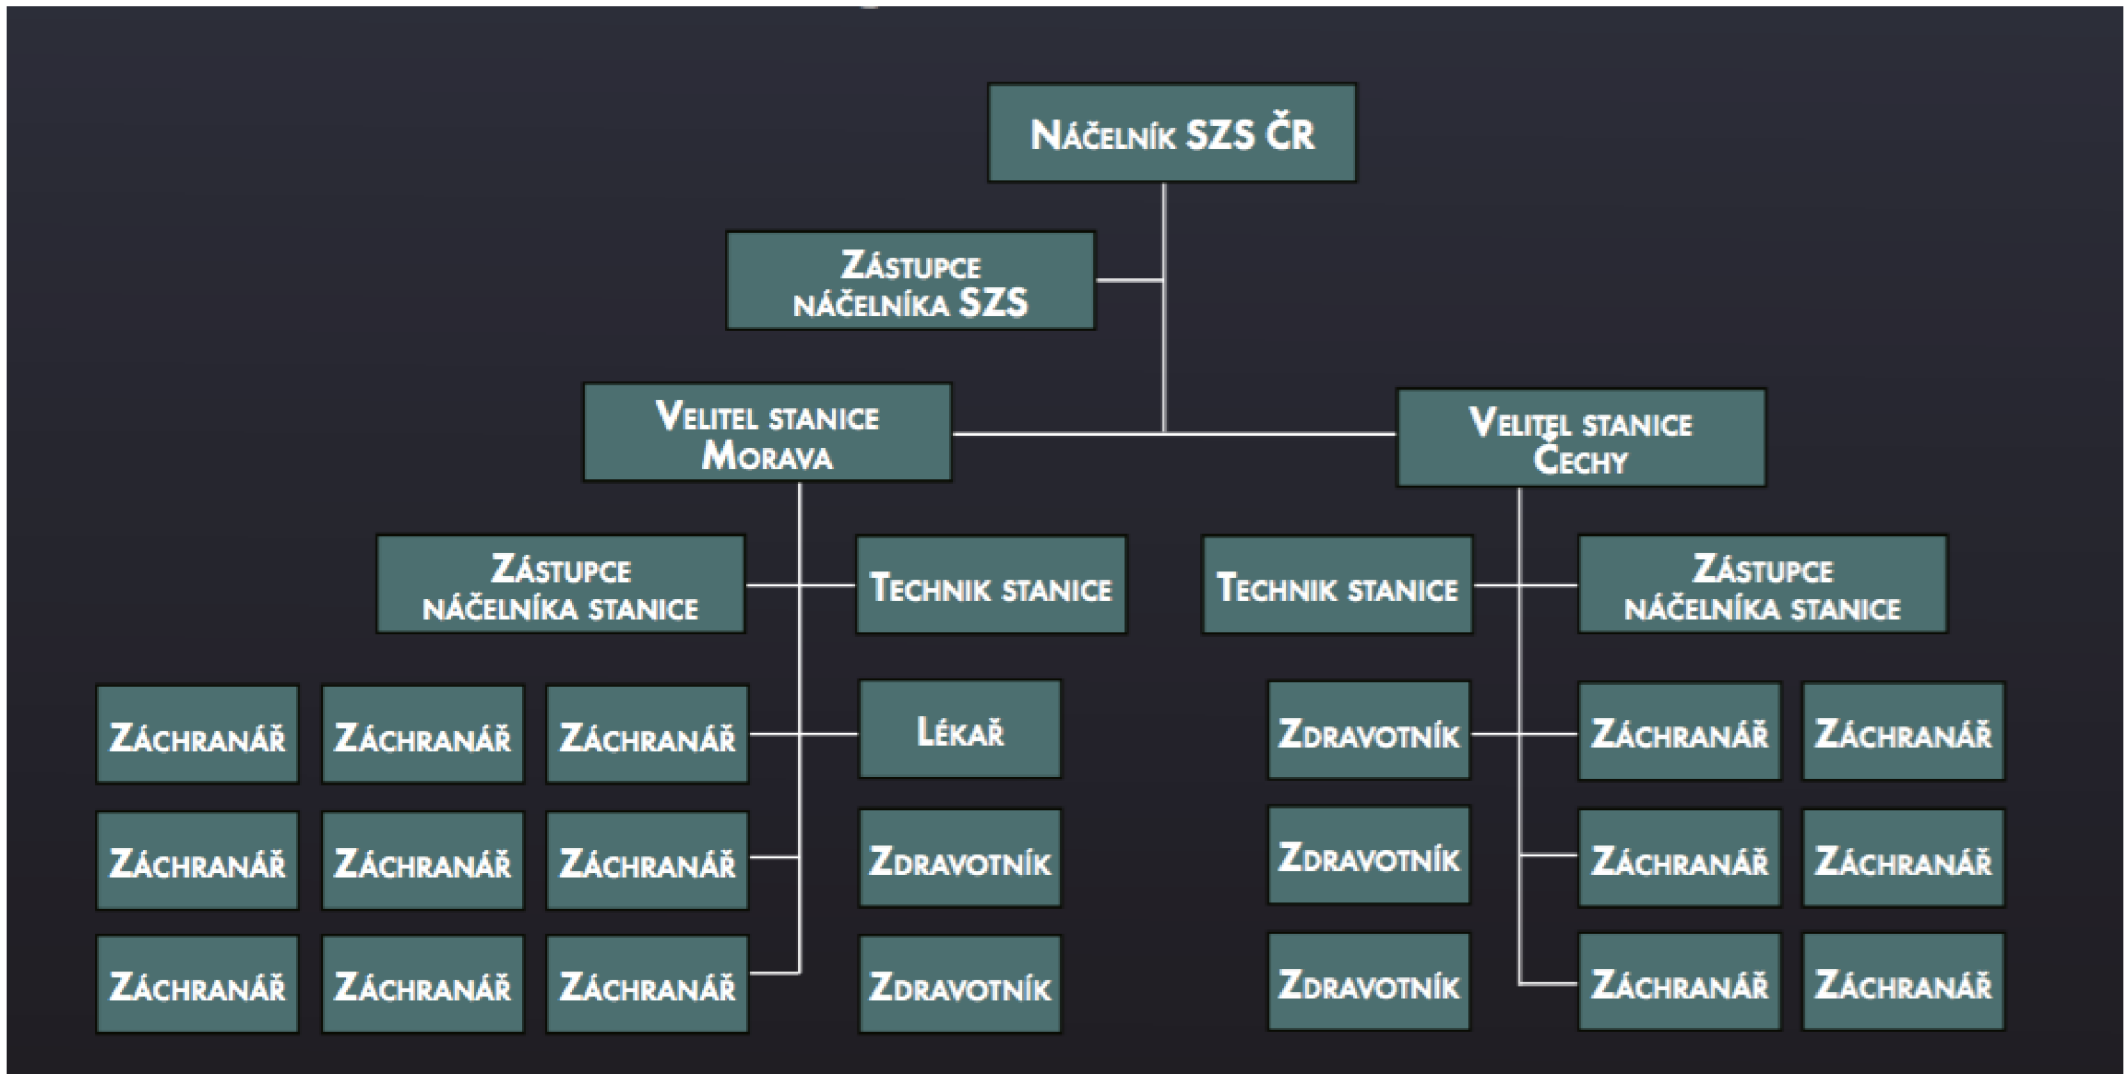 Náčelník SZS ČR
Zástupce
náčelníka SZS
Velitel stanice
Morava
Velitel stanice
Čechy
Zástupce
náčelníka stanice
Technik stanice
Technik stanice
Zástupce
náčelníka stanice
Záchranář
Záchranář
Záchranář
Lékař
Zdravotník
Záchranář
Záchranář
Záchranář
Záchranář
Záchranář
Zdravotník
Zdravotník
Záchranář
Záchranář
Záchranář
Záchranář
Záchranář
Zdravotník
Zdravotník
Záchranář
Záchranář